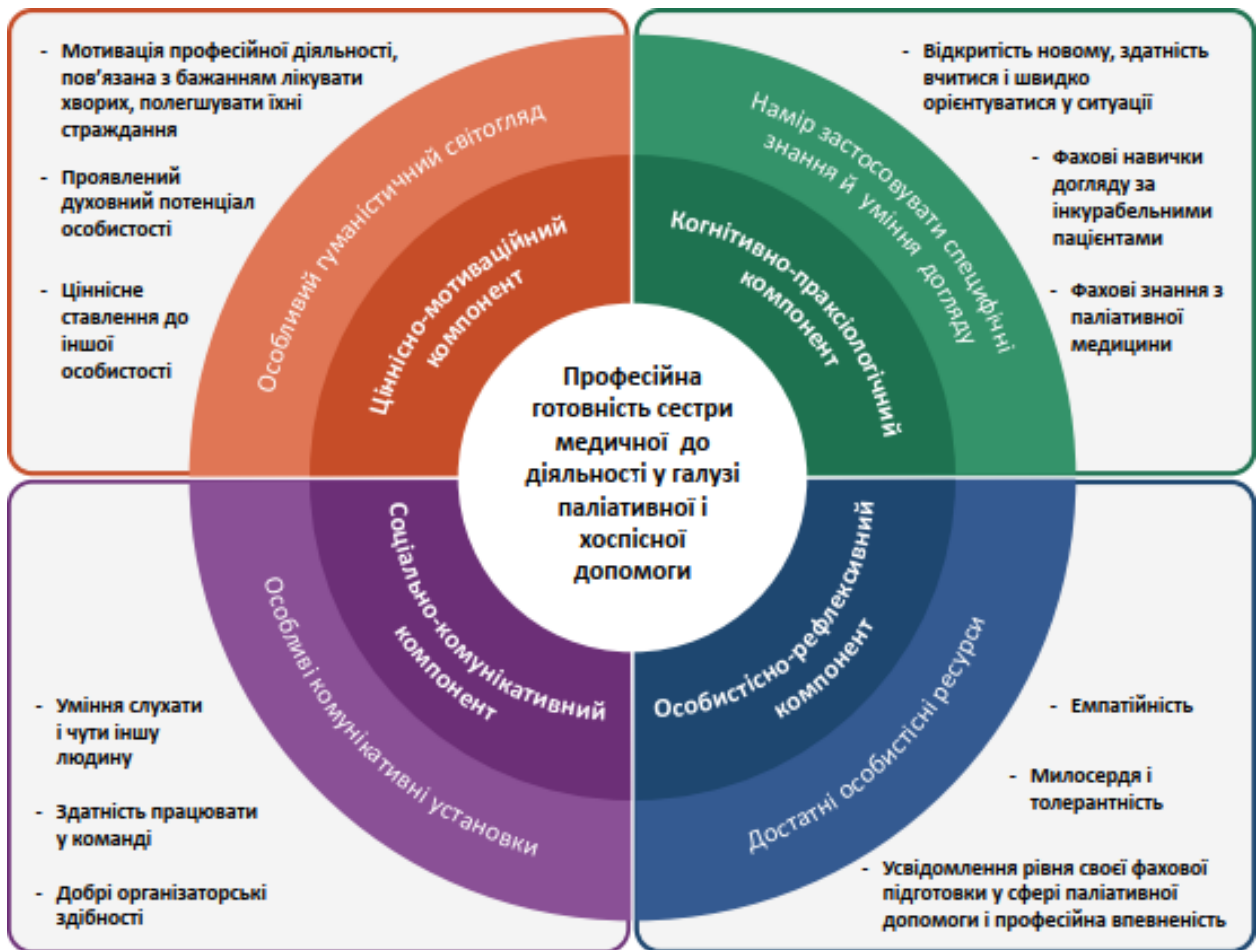 - Мотивація професійної діяльності,
пов’язана з бажанням лікувати
хворих, полегшувати їхні
страждання
- Проявлений
духовний потенціал
особистості
- Ціннісне
ставлення до
іншої
особистості
Особливий гуманістичний світогляд
Ціннісно-мотиваційний
компонент
- Відкритість новому, здатність
вчитися і швидко
орієнтуватися у ситуації
- Фахові навички
догляду за
інкурабельними
пацієнтами
- Фахові знання з
паліативної
медицини
Намір застосовувати специфічні
знання й уміння догляду
Когнитивно-праксіологічний
компонент
Професійна
готовність сестри
медичної до
діяльності у галузі
паліативної і
хоспісної
допомоги
Соціально-комунікативний
компонент
Особливі комунікативні установки
- Уміння слухати
і чути іншу
людину
- Здатність працювати
у команді
- Добрі організаторські
здібності
Особистісно-рефлексивний
компонент
Достатні особистісні ресурси
- Емпатійність
- Милосердя і
толерантність
- Усвідомлення рівня своєї фахової
підготовки у сфері паліативної
допомоги і професійна впевненість